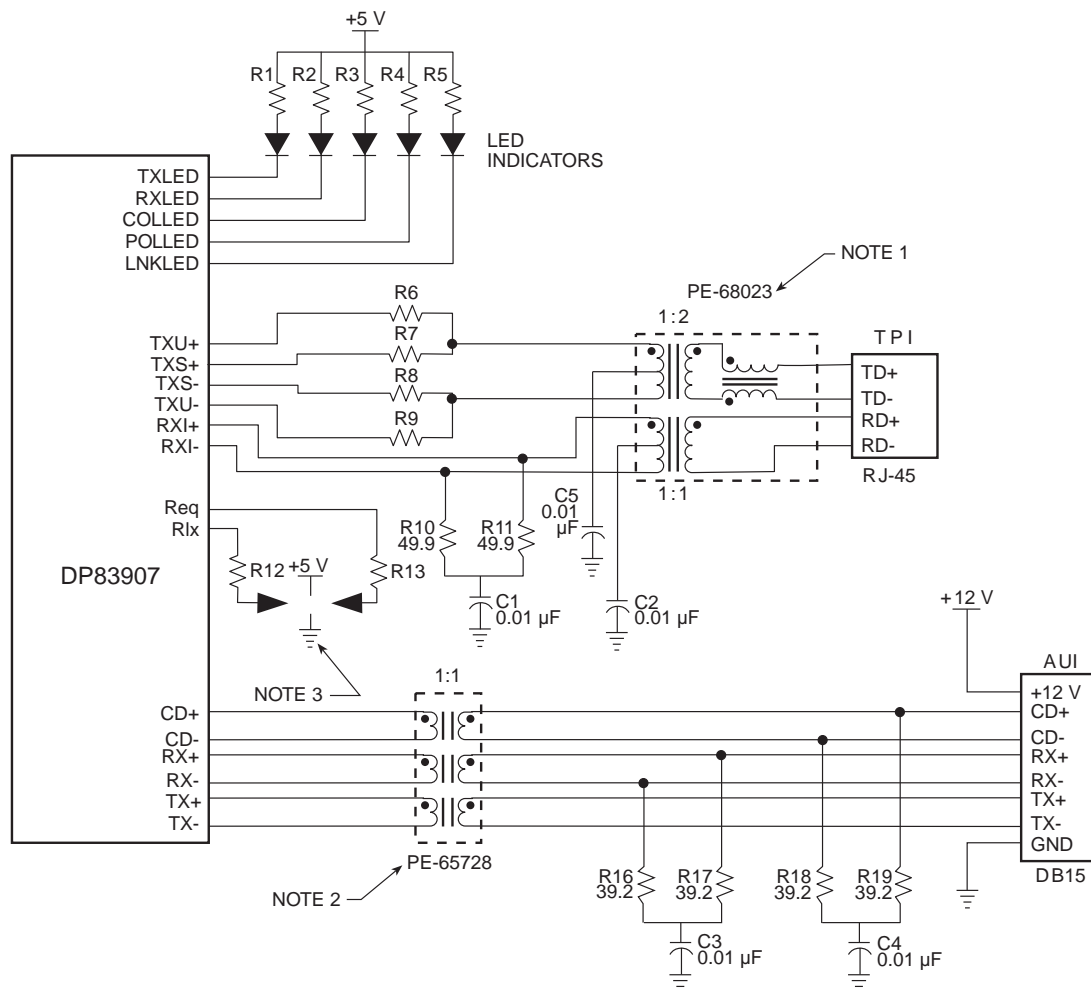 +5 V
R1 R2 R3 R4 R5
LED
INDICATORS
TXLED
RXLED
COLLED
POLLED
LNKLED
NOTE 1
PE-68023
R6
1:2
R7
TPI
TXU+
TXS+
TXS-
TXU-
RXI+
RXI-
R8
R9
TD+
TD-
RD+
RD-
RJ-45
1:1
C5
0.01
µF
Req
RIx
R10
49.9
R11
49.9
R12
+5 V
R13
DP83907
C1
0.01 µF
C2
0.01 µF
+12 V
NOTE 3
1:1
AUI
+12 V
CD+
CD-
RX+
RX-
TX+
TX-
CD+
CD-
RX+
RX-
TX+
TX-
GND
DB15
PE-65728
NOTE 2
R16
39.2
R17
39.2
R18
39.2
R19
39.2
C3
0.01 µF
C4
0.01 µF